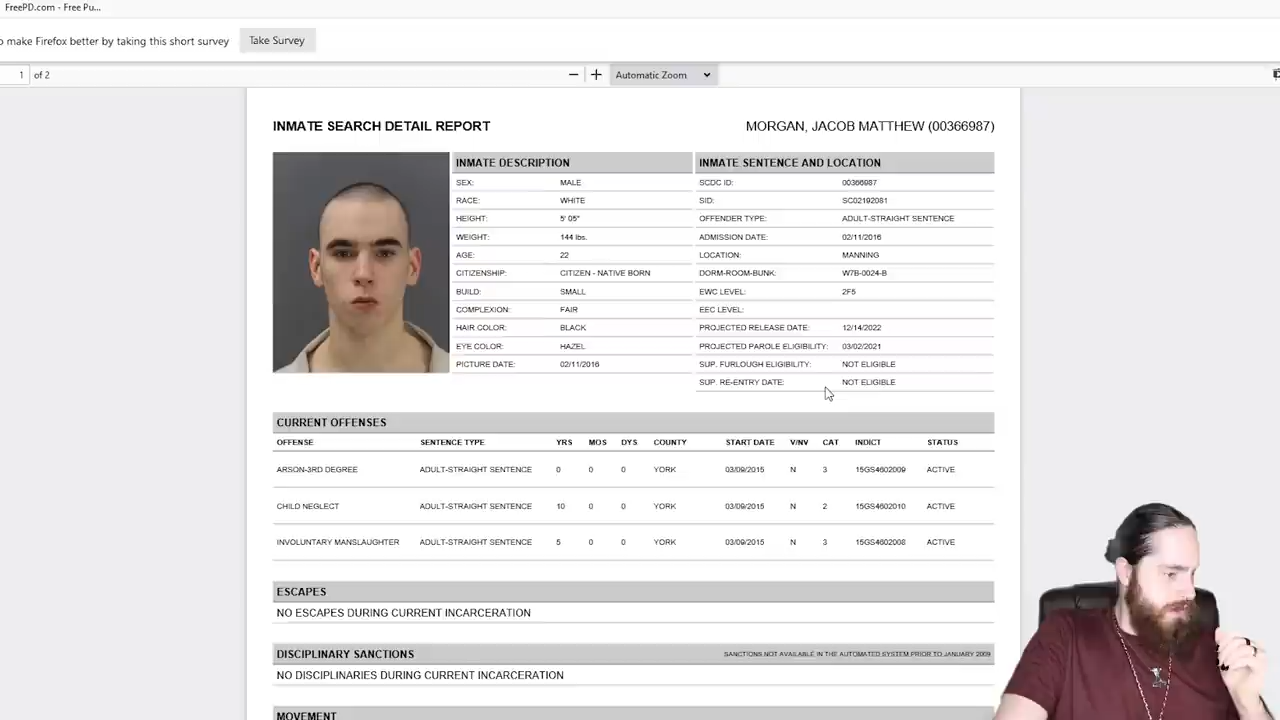 FreePD.com - Free Pu...
o make Firefox better by taking this short survey Take Survey
1 of 2 Automatic Zoom
INMATE SEARCH DETAIL REPORT MORGAN, JACOB MATTHEW (00366987)
INMATE DESCRIPTION INMATE SENTENCE AND LOCATION
SEX: MALE SCDC ID: 00366987
RACE: WHITE SID: SC02192081
HEIGHT: 5' 05" OFFENDER TYPE: ADULT-STRAIGHT SENTENCE
WEIGHT: 144 lbs. ADMISSION DATE: 02/11/2016
AGE: 22 LOCATION: MANNING
CITIZENSHIP: CITIZEN - NATIVE BORN DORM-ROOM-BUNK: W7B-0024-B
BUILD: SMALL EWC LEVEL: 2F5
COMPLEXION: FAIR EEC LEVEL:
HAIR COLOR: BLACK PROJECTED RELEASE DATE: 12/14/2022
EYE COLOR: HAZEL PROJECTED PAROLE ELIGIBILITY: 03/02/2021
PICTURE DATE: 02/11/2016 SUP. FURLOUGH ELIGIBILITY: NOT ELIGIBLE
SUP. RE-ENTRY DATE: NOT ELIGIBLE
CURRENT OFFENSES
OFFENSE SENTENCE TYPE YRS MOS DYS COUNTY START DATE V/NV CAT INDICT STATUS
ARSON-3RD DEGREE ADULT-STRAIGHT SENTENCE 0 0 0 YORK 03/09/2015 N 3 15GS4602009 ACTIVE
CHILD NEGLECT ADULT-STRAIGHT SENTENCE 10 0 0 YORK 03/09/2015 N 2 15GS4602010 ACTIVE
INVOLUNTARY MANSLAUGHTER ADULT-STRAIGHT SENTENCE 5 0 0 YORK 03/09/2015 N 3 15GS4602008 ACTIVE
ESCAPES
NO ESCAPES DURING CURRENT INCARCERATION
DISCIPLINARY SANCTIONS SANCTIONS NOT AVAILABLE IN THE AUTOMATED SYSTEM PRIOR TO JANUARY 2009
NO DISCIPLINARIES DURING CURRENT INCARCERATION
MOVEMENT